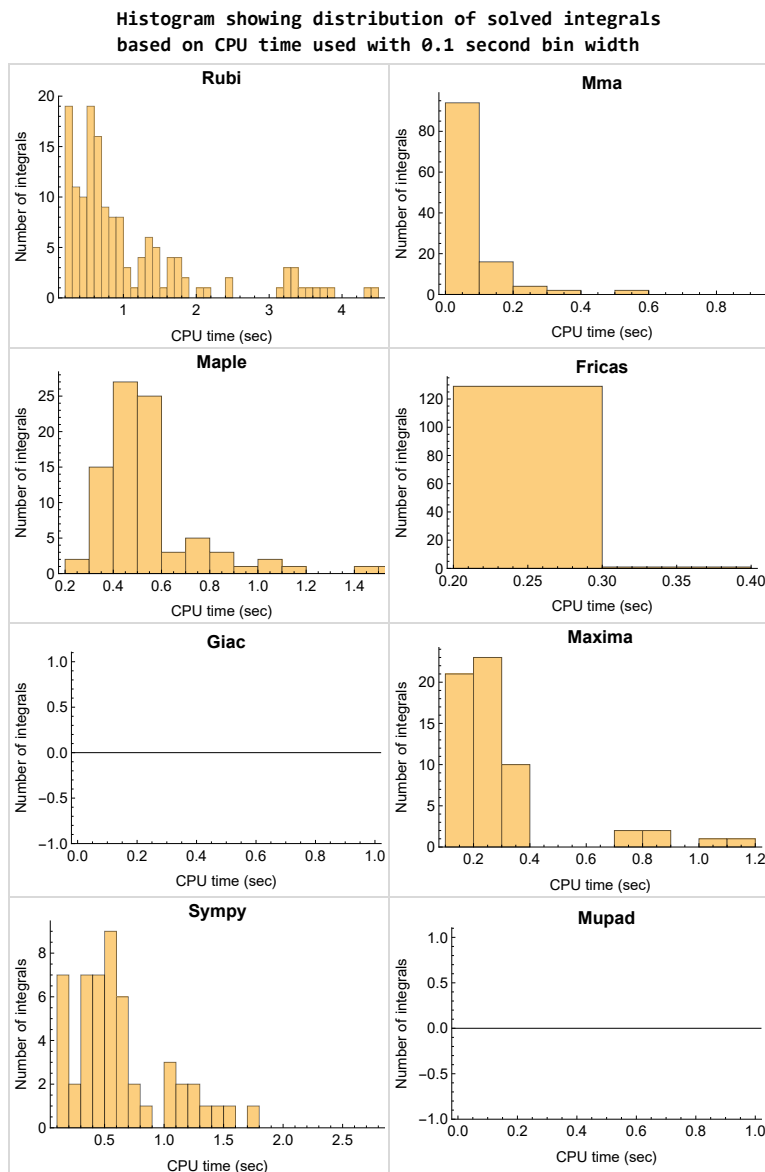 Histogram showing distribution of solved integrals
based on CPU time used with 0.1 second bin width
Rubi
Number of integrals
20
15
10
5
0
1 2 3 4
CPU time (sec)
Mma
Number of integrals
80
60
40
20
0
0.0 0.2 0.4 0.6 0.8
CPU time (sec)
Maple
Number of integrals
25
20
15
10
5
0
0.2 0.4 0.6 0.8 1.0 1.2 1.4
CPU time (sec)
Fricas
Number of integrals
120
100
80
60
40
20
0
0.20 0.25 0.30 0.35 0.40
CPU time (sec)
Giac
Number of integrals
1.0
0.5
0.0
−0.5
−1.0
0.0 0.2 0.4 0.6 0.8 1.0
CPU time (sec)
Maxima
Number of integrals
20
15
10
5
0
0.2 0.4 0.6 0.8 1.0 1.2
CPU time (sec)
Sympy
Number of integrals
8
6
4
2
0
0.5 1.0 1.5 2.0 2.5
CPU time (sec)
Mupad
Number of integrals
1.0
0.5
0.0
−0.5
−1.0
0.0 0.2 0.4 0.6 0.8 1.0
CPU time (sec)